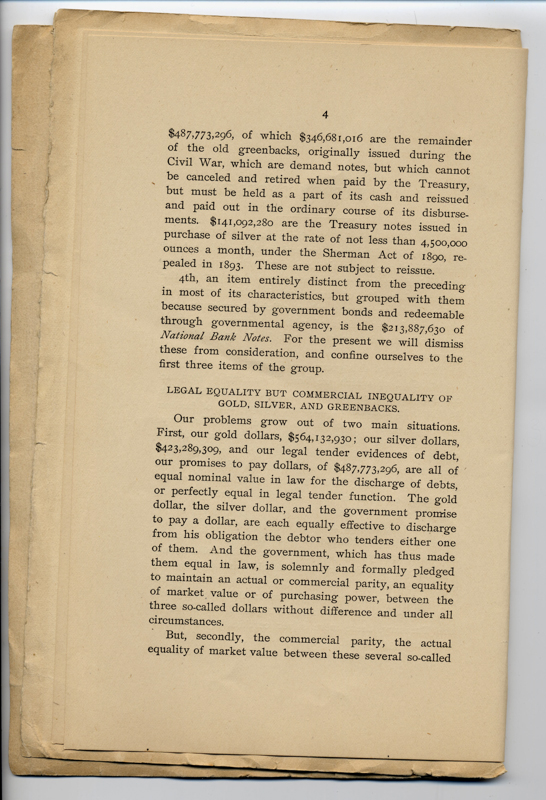 4
$487,773,296, of which $346,681,016 are the remainder
of the old greenbacks, originally issued during the
Civil War, which are demand notes, but which cannot
be canceled and retired when paid by the Treasury,
but must be held as a part of its cash and reissued
and paid out in the ordinary course of its disburse-
ments. $141,092,280 are the Treasury notes issued in
purchase of silver at the rate of not less than 4,500,000
ounces a month, under the Sherman Act of 1890, re-
pealed in 1893. These are not subject to reissue.
4th, an item entirely distinct from the preceding
in most of its characteristics, but grouped with them
because secured by government bonds and redeemable
through governmental agency, is the $213,887,630 of
National Bank Notes. For the present we will dismiss
these from consideration, and confine ourselves to the
first three items of the group.
LEGAL EQUALITY BUT COMMERCIAL INEQUALITY OF
GOLD, SILVER, AND GREENBACKS.
Our problems grow out of two main situations.
First, our gold dollars, $564,132,930; our silver dollars,
$423,289,309, and our legal tender evidences of debt,
our promises to pay dollars, of $487,773,296, are all of
equal nominal value in law for the discharge of debts,
or perfectly equal in legal tender function. The gold
dollar, the silver dollar, and the government promise
to pay a dollar, are each equally effective to discharge
from his obligation the debtor who tenders either one
of them. And the government, which has thus made
them equal in law, is solemnly and formally pledged
to maintain an actual or commercial parity, an equality
of market value or of purchasing power, between the
three so-called dollars without difference and under all
circumstances.
But, secondly, the commercial parity, the actual
equality of market value between these several so-called